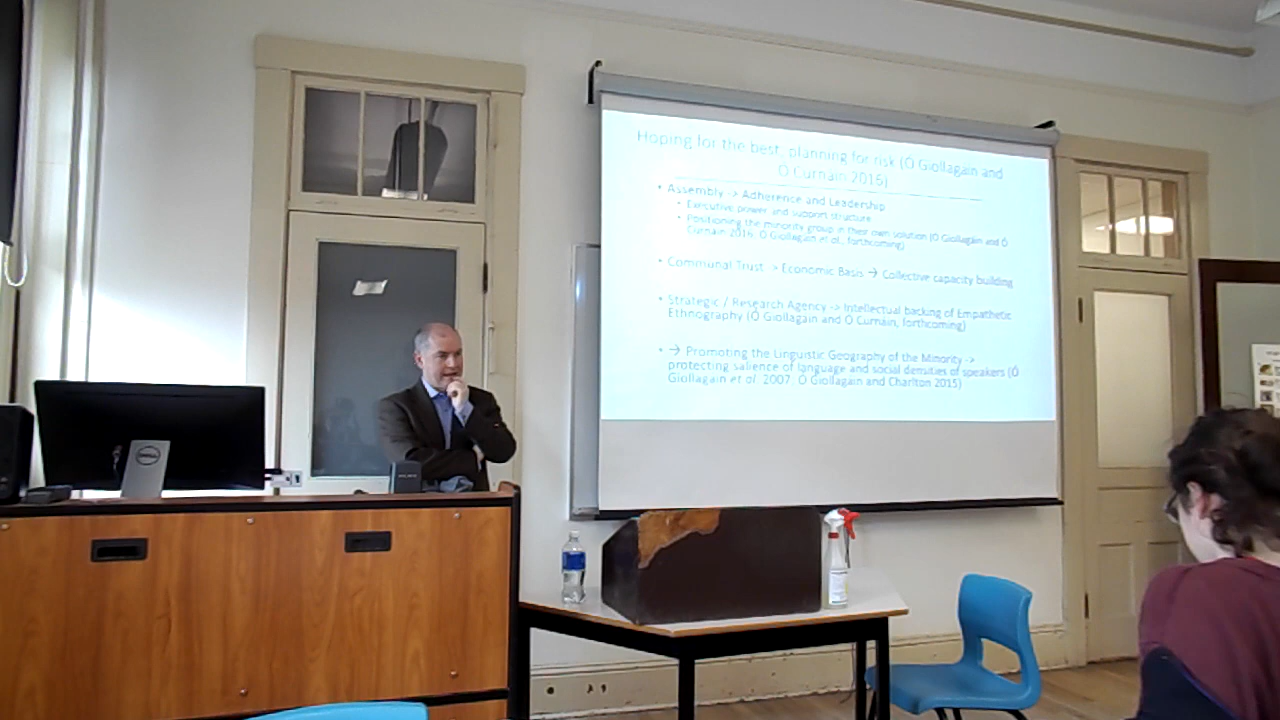 Hoping for the best, planning for risk (Ó Giollagáin and
Ó Curnáin 2016)
• Assembly -> Adherence and Leadership
• Executive power and support structure
• Positioning the minority group in their own solution (Ó Giollagáin and Ó
Curnáin 2016; Ó Giollagáin et al., forthcoming)
• Communal Trust -> Economic Basis → Collective capacity building
• Strategic / Research Agency -> Intellectual backing of Empathetic
Ethnography (Ó Giollagáin and Ó Curnáin, forthcoming)
• → Promoting the Linguistic Geography of the Minority ->
protecting salience of language and social densities of speakers (Ó
Giollagáin et al. 2007; Ó Giollagáin and Charlton 2015)
DELL